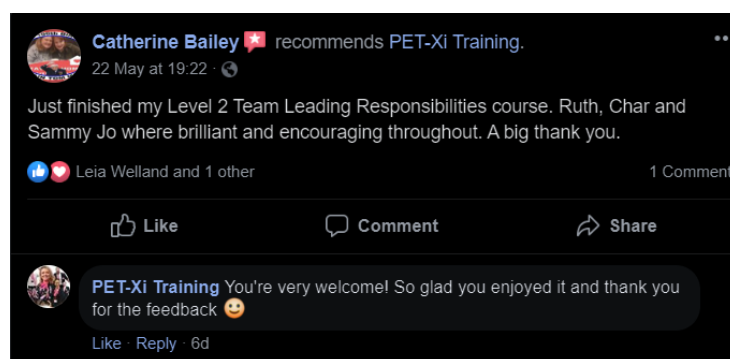 Catherine Bailey recommends PET-Xi Training.
22 May at 19:22 ·
Just finished my Level 2 Team Leading Responsibilities course. Ruth, Char and
Sammy Jo where brilliant and encouraging throughout. A big thank you.
Leia Welland and 1 other 1 Comment
Like Comment Share
PET-Xi Training You're very welcome! So glad you enjoyed it and thank you
for the feedback 🙂
Like · Reply · 6d